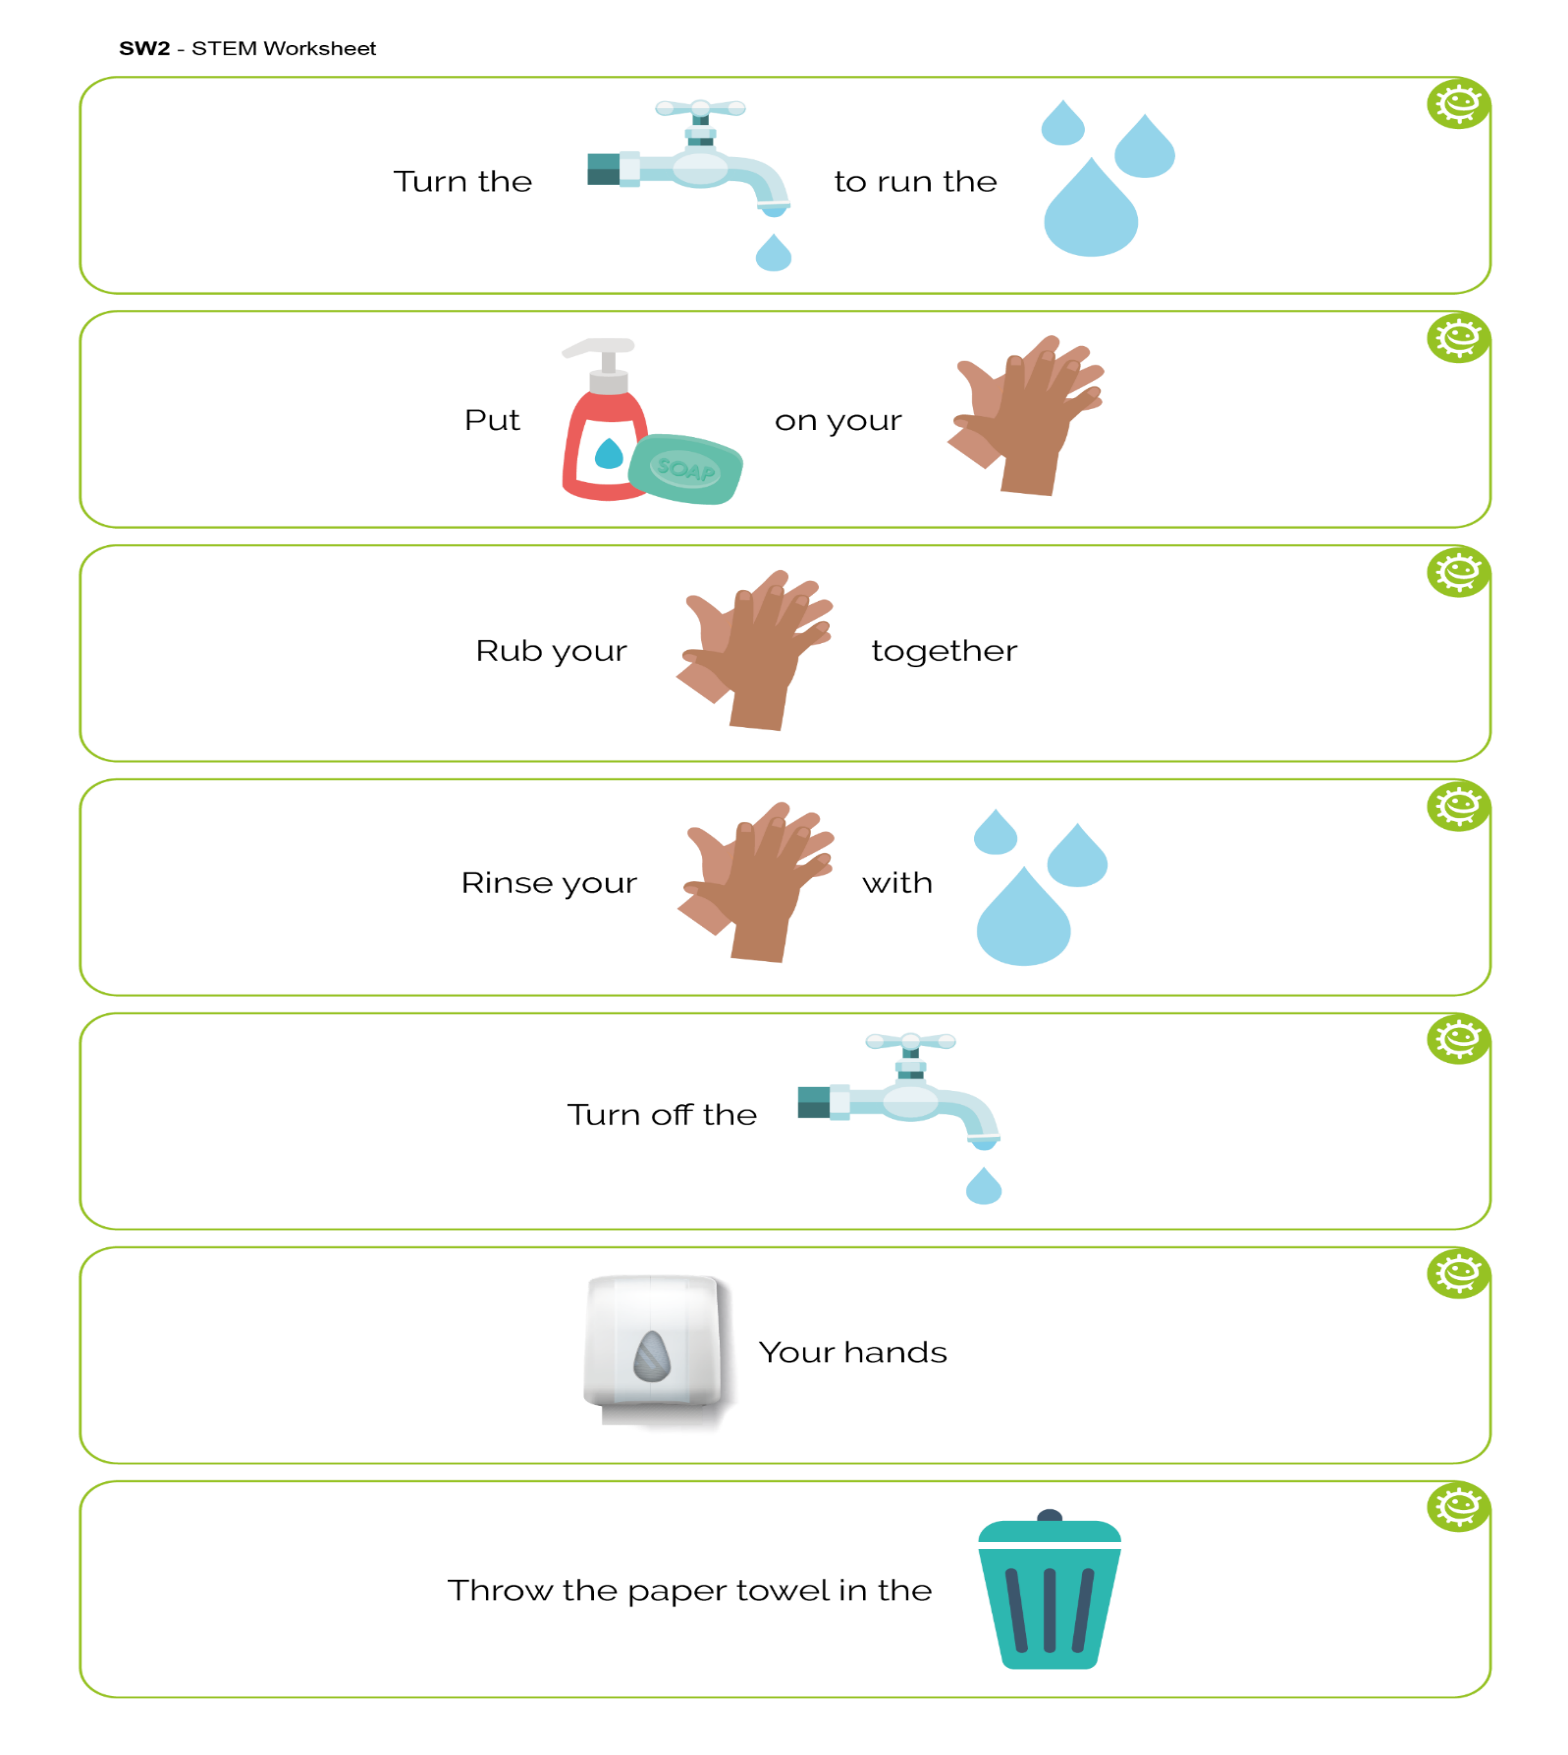 SW2 - STEM Worksheet
Turn the to run the
Put SOAP on your
Rub your together
Rinse your with
Turn off the
Your hands
Throw the paper towel in the